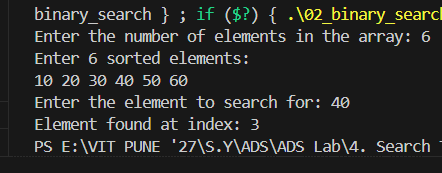 binary_search } ; if ($?) { .\02_binary_searc
Enter the number of elements in the array: 6
Enter 6 sorted elements:
10 20 30 40 50 60
Enter the element to search for: 40
Element found at index: 3
PS E:\VIT PUNE '27\S.Y\ADS\ADS Lab\4. Search